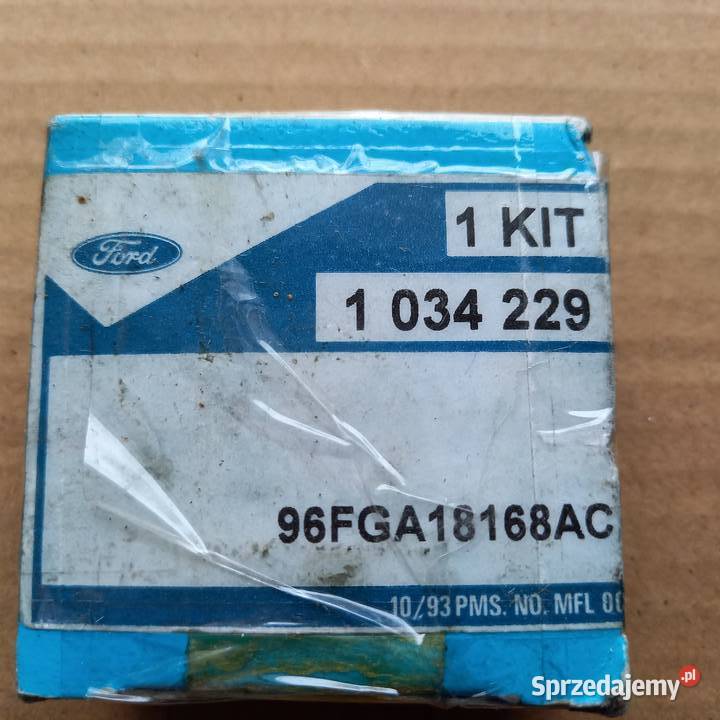 Ford
1 KIT
1 034 229
96FGA18168AC
10/93 PMS. NO. MFL
Sprzedajemy.pl